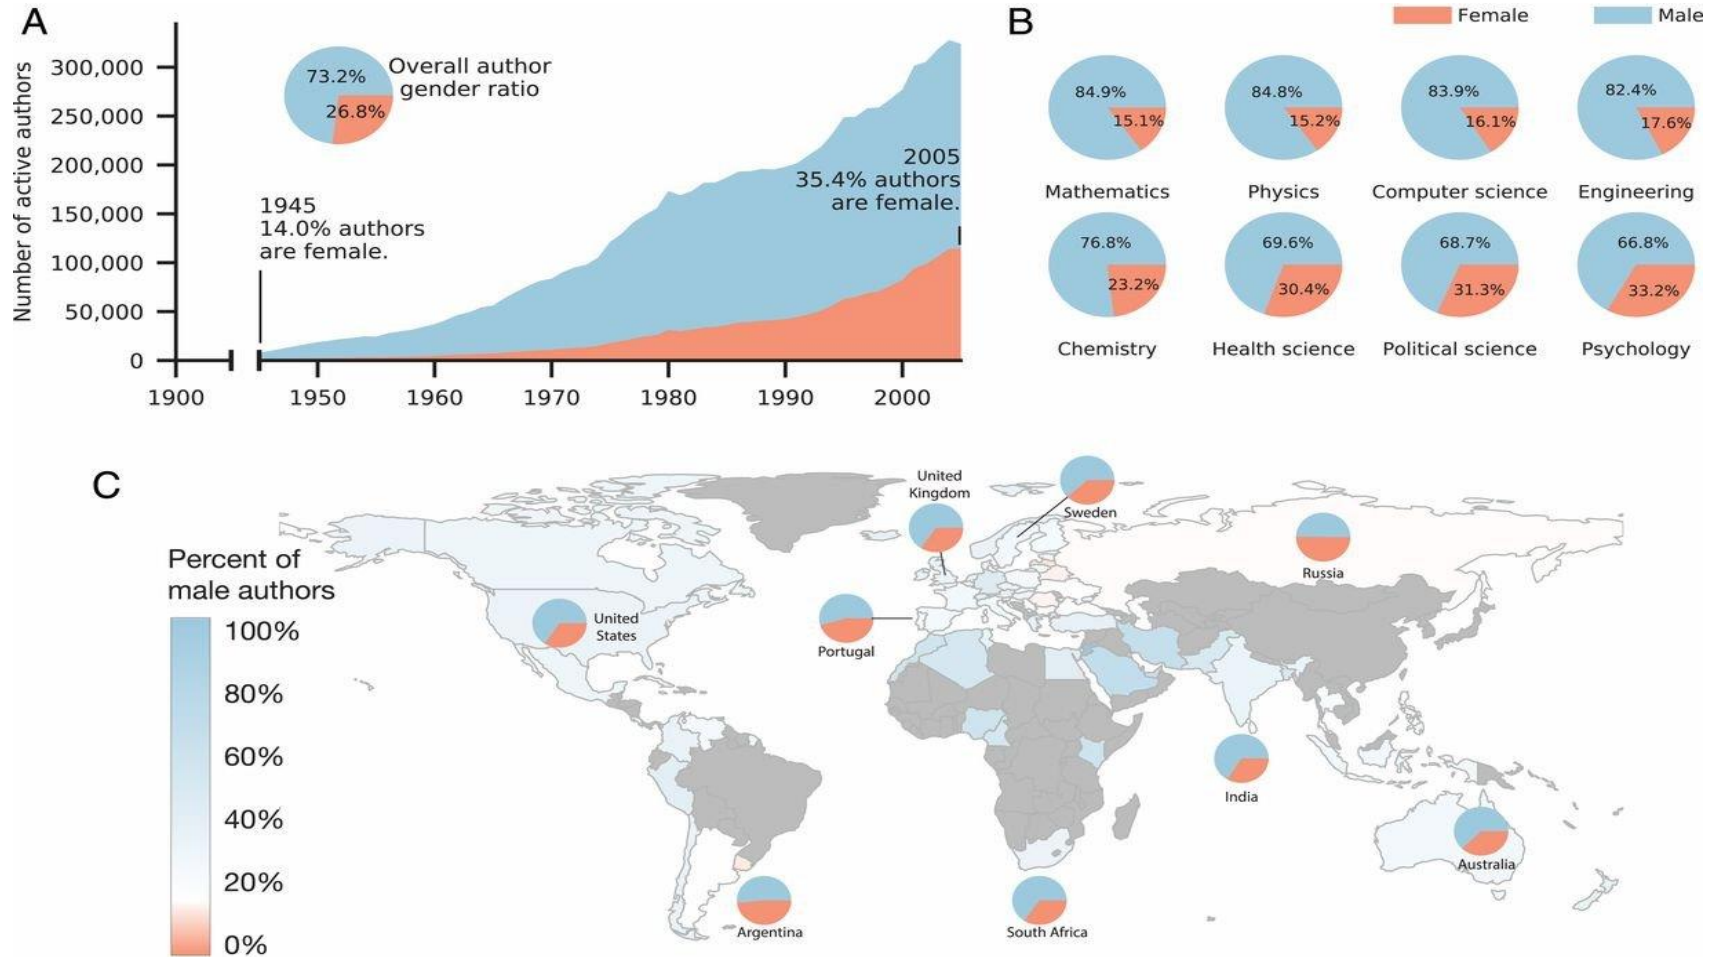 A
Number of active authors
300,000
250,000
200,000
150,000
100,000
50,000
0
73.2%
26.8%
Overall author
gender ratio
1945
14.0% authors
are female.
2005
35.4% authors
are female.
1900
1950
1960
1970
1980
1990
2000
B
Female
Male
84.9%
15.1%
Mathematics
84.8%
15.2%
Physics
83.9%
16.1%
Computer science
82.4%
17.6%
Engineering
76.8%
23.2%
Chemistry
69.6%
30.4%
Health science
68.7%
31.3%
Political science
66.8%
33.2%
Psychology
C
Percent of
male authors
100%
80%
60%
40%
20%
0%
United
Kingdom
Sweden
Russia
United
States
Portugal
India
Australia
Argentina
South Africa